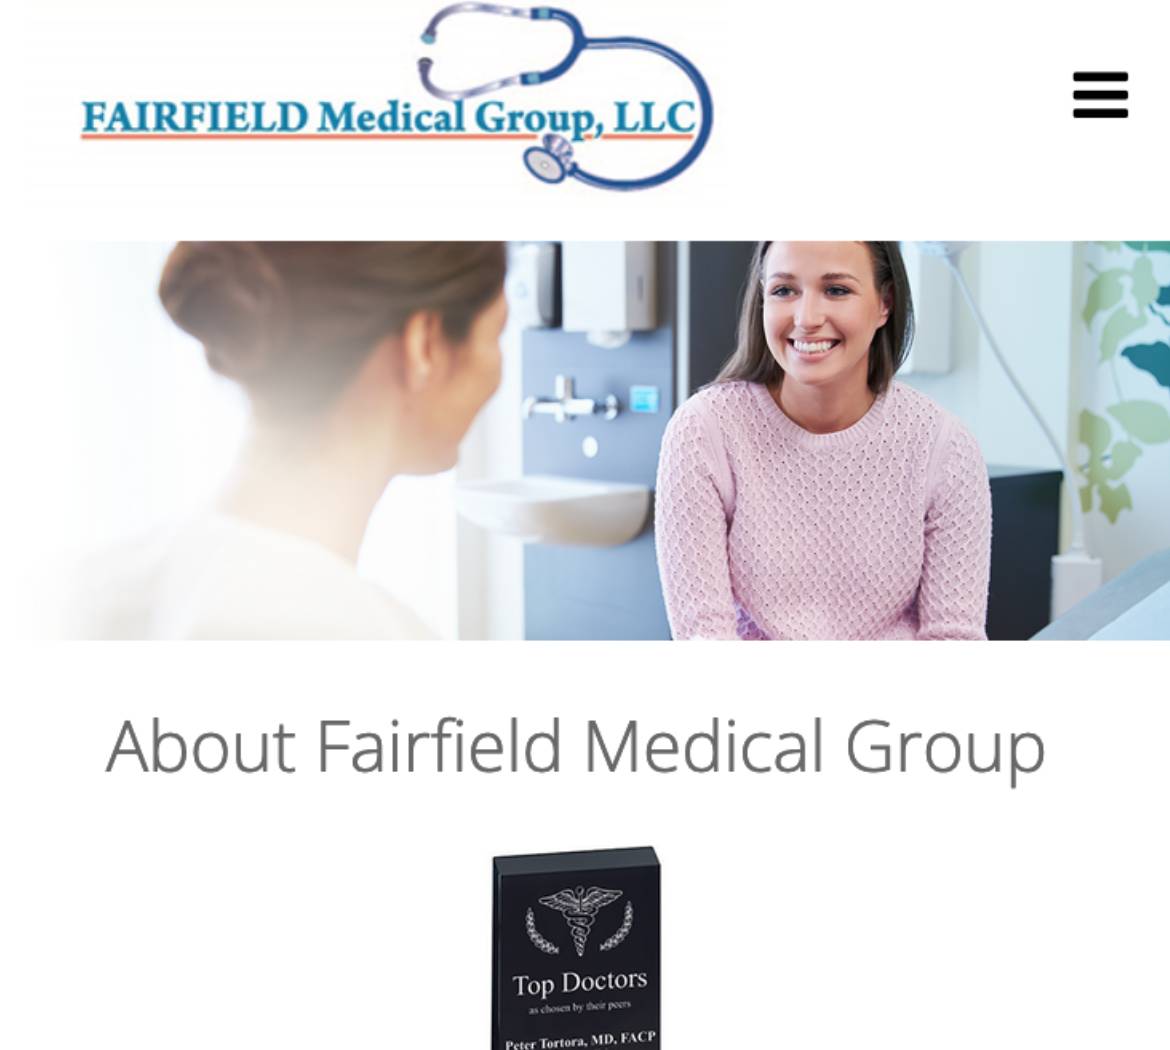 FAIRFIELD Medical Group, LLC
About Fairfield Medical Group
Top Doctors
as chosen by their peers
Peter Tortora, MD, FACP